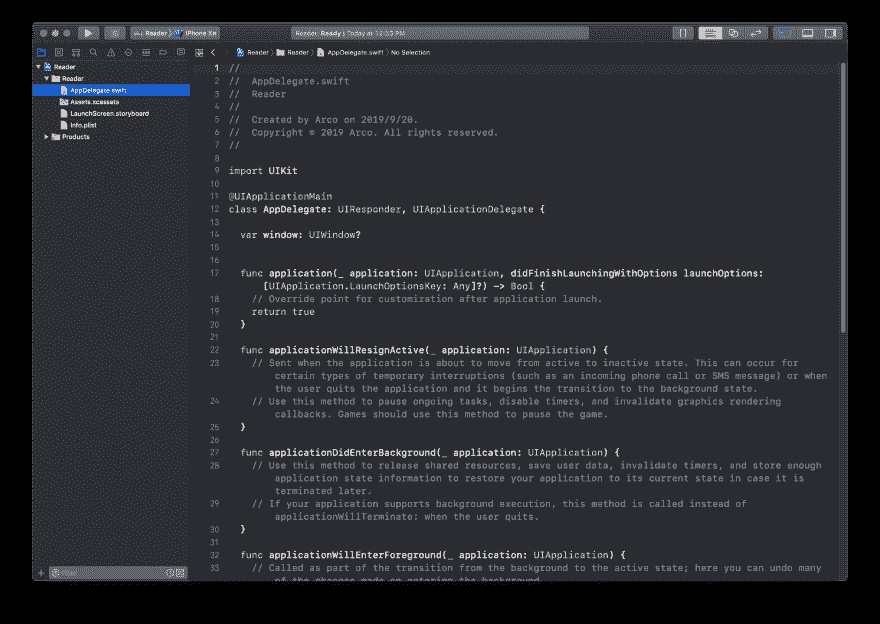 Reader
iPhone Xʀ
Reader: Ready | Today at 12:35 PM
Reader
Reader
AppDelegate.swift
No Selection
Reader
Reader
AppDelegate.swift
Assets.xcassets
LaunchScreen.storyboard
Info.plist
Products
1 //
2 //  AppDelegate.swift
3 //  Reader
4 //
5 //  Created by Arco on 2019/9/20.
6 //  Copyright © 2019 Arco. All rights reserved.
7 //
8
9 import UIKit
10
11 @UIApplicationMain
12 class AppDelegate: UIResponder, UIApplicationDelegate {
13
14 var window: UIWindow?
15
16
17 func application(_ application: UIApplication, didFinishLaunchingWithOptions launchOptions:
[UIApplication.LaunchOptionsKey: Any]?) -> Bool {
18 // Override point for customization after application launch.
19 return true
20 }
21
22 func applicationWillResignActive(_ application: UIApplication) {
23 // Sent when the application is about to move from active to inactive state. This can occur for
certain types of temporary interruptions (such as an incoming phone call or SMS message) or when
the user quits the application and it begins the transition to the background state.
24 // Use this method to pause ongoing tasks, disable timers, and invalidate graphics rendering
callbacks. Games should use this method to pause the game.
25 }
26
27 func applicationDidEnterBackground(_ application: UIApplication) {
28 // Use this method to release shared resources, save user data, invalidate timers, and store enough
application state information to restore your application to its current state in case it is
terminated later.
29 // If your application supports background execution, this method is called instead of
applicationWillTerminate: when the user quits.
30 }
31
32 func applicationWillEnterForeground(_ application: UIApplication) {
33 // Called as part of the transition from the background to the active state; here you can undo many
of the changes made on entering the background.
Filter